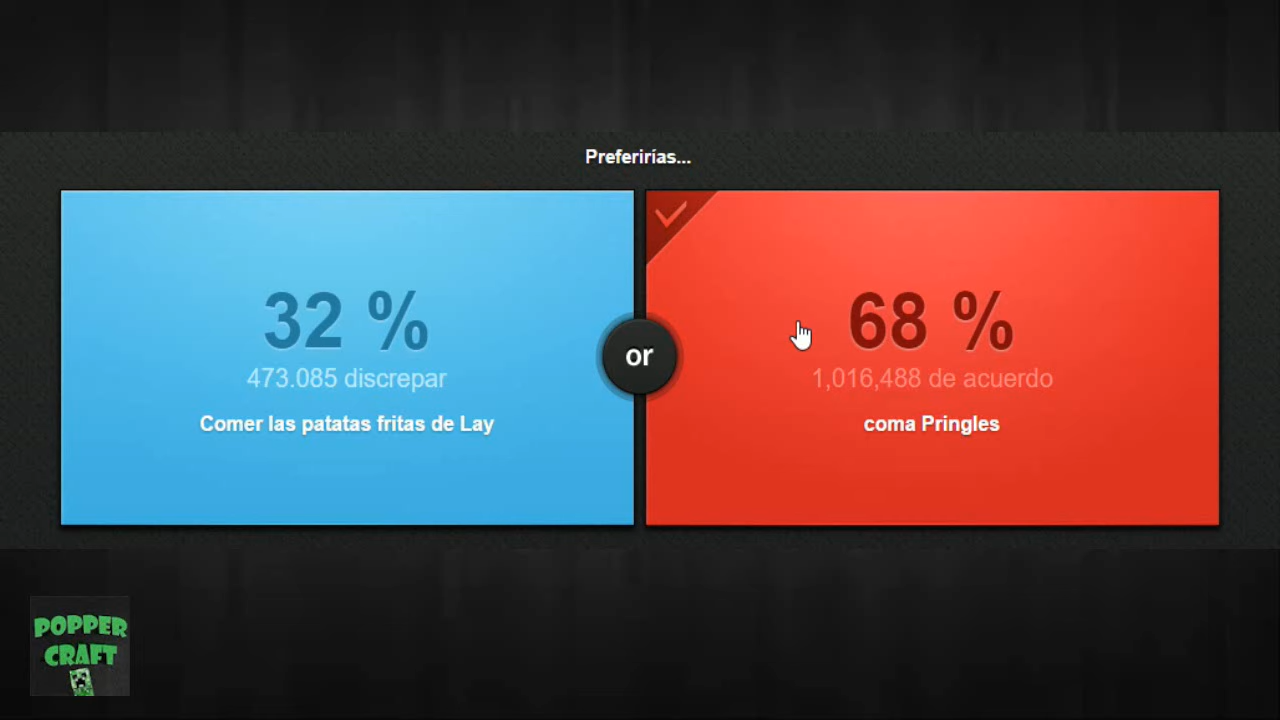 Preferirías...
32 %
473.085 discrepar
Comer las patatas fritas de Lay
or
68 %
1,016,488 de acuerdo
coma Pringles
POPPER
CRAFT